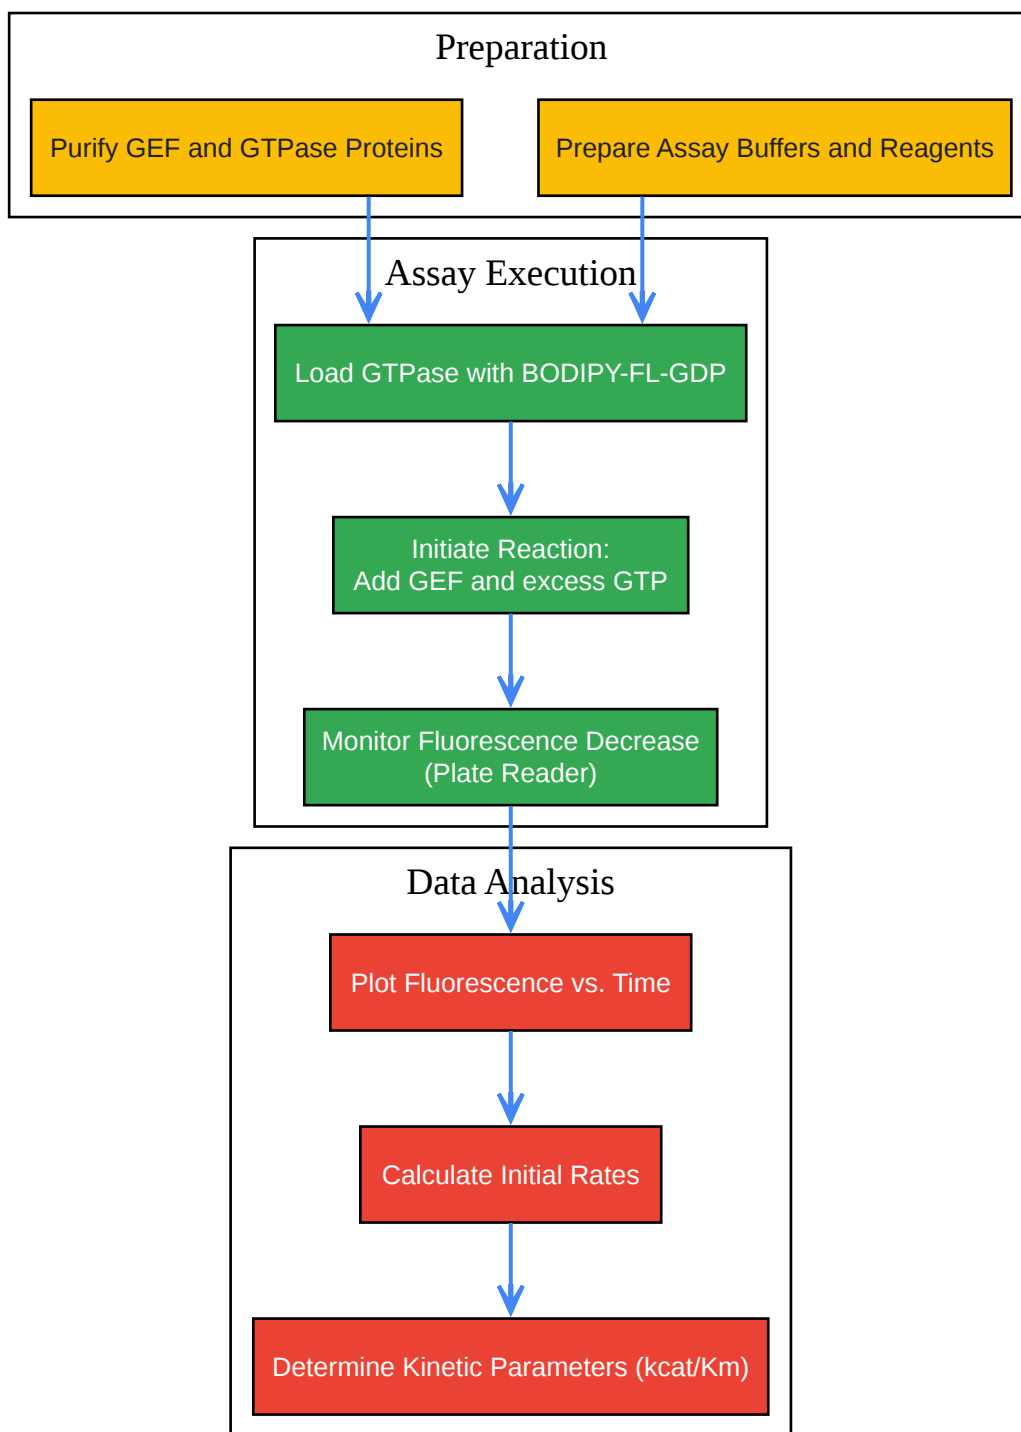 Preparation
Purify GEF and GTPase Proteins
Prepare Assay Buffers and Reagents
Assay Execution
Load GTPase with BODIPY-FL-GDP
Initiate Reaction:
Add GEF and excess GTP
Monitor Fluorescence Decrease
(Plate Reader)
Data Analysis
Plot Fluorescence vs. Time
Calculate Initial Rates
Determine Kinetic Parameters (kcat/Km)